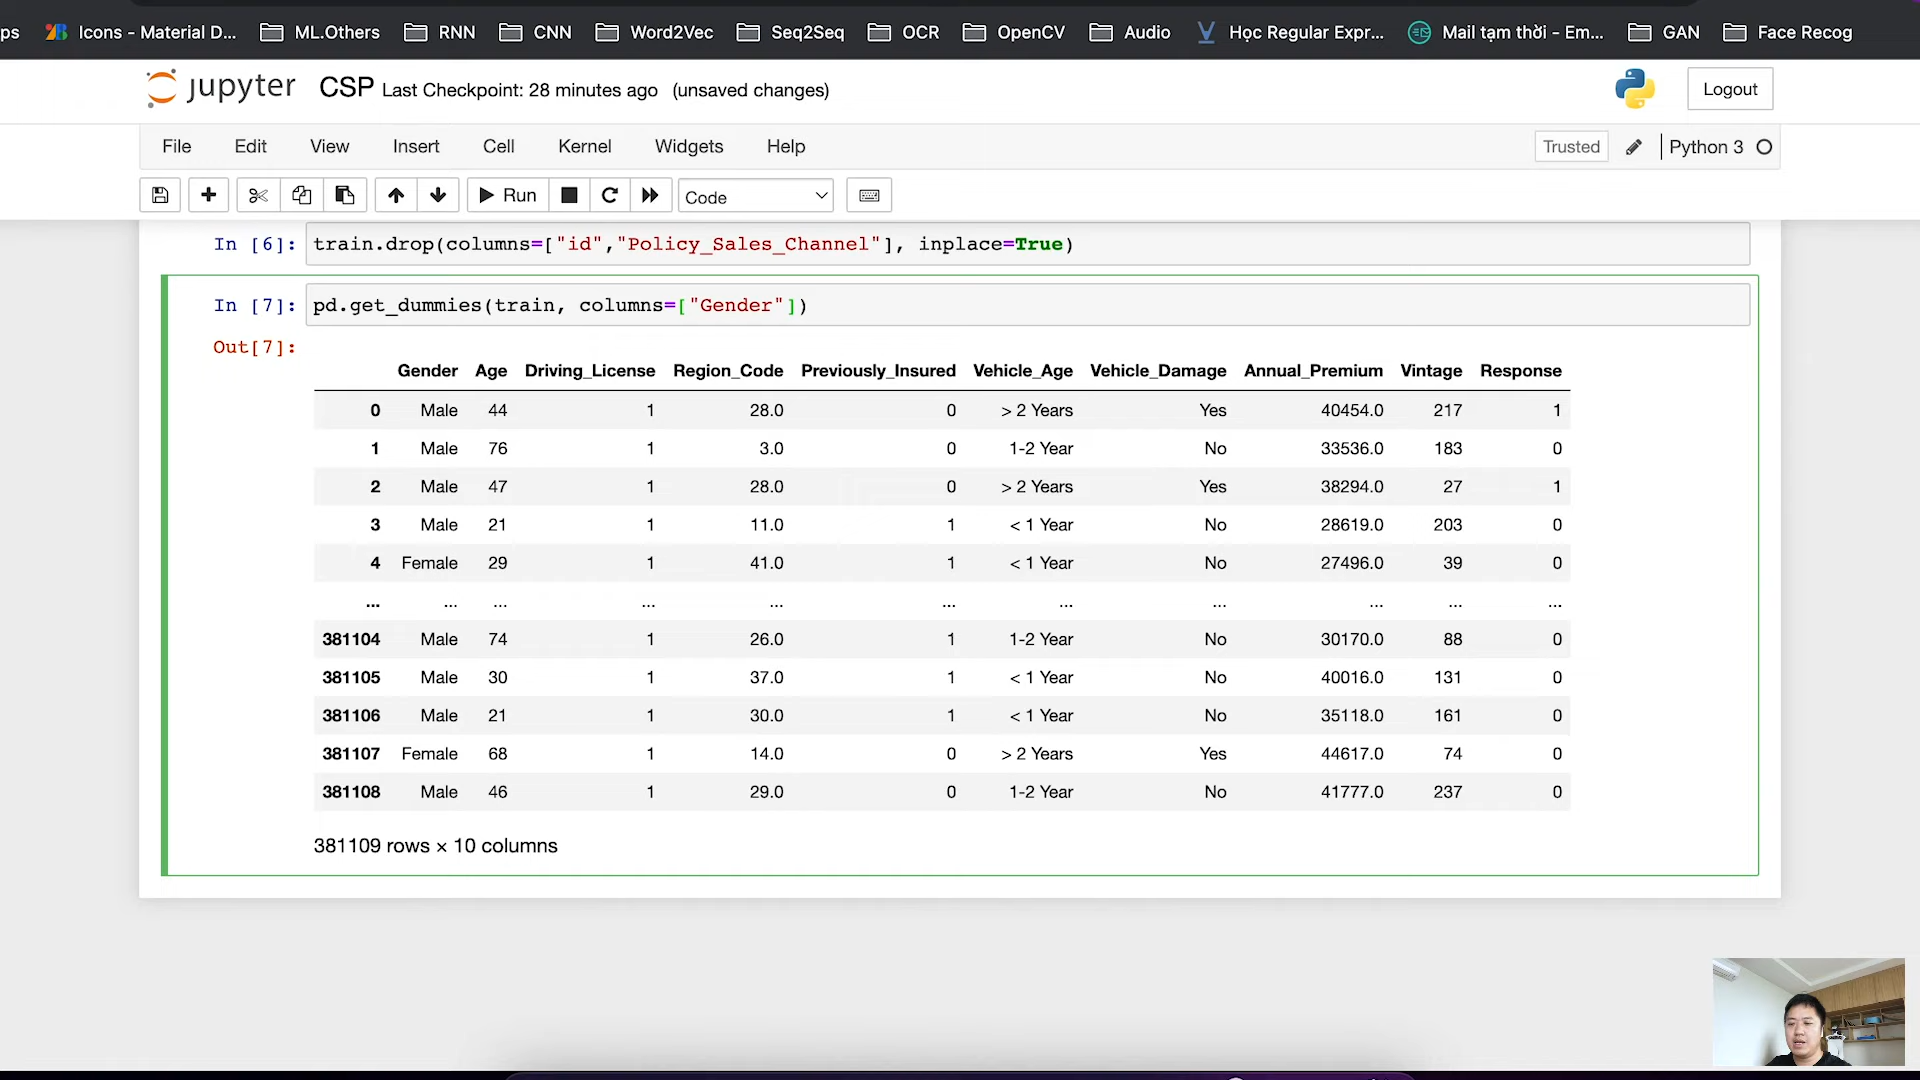 ps Icons - Material D... ML.Others RNN CNN Word2Vec Seq2Seq OCR OpenCV Audio Học Regular Expr... Mail tạm thời - Em... GAN Face Recog
jupyter CSP Last Checkpoint: 28 minutes ago (unsaved changes) Logout
File Edit View Insert Cell Kernel Widgets Help Trusted Python 3
Run Code
In [6]: train.drop(columns=["id","Policy_Sales_Channel"], inplace=True)
In [7]: pd.get_dummies(train, columns=["Gender"])
Out[7]:
Gender Age Driving_License Region_Code Previously_Insured Vehicle_Age Vehicle_Damage Annual_Premium Vintage Response
0 Male 44 1 28.0 0 > 2 Years Yes 40454.0 217 1
1 Male 76 1 3.0 0 1-2 Year No 33536.0 183 0
2 Male 47 1 28.0 0 > 2 Years Yes 38294.0 27 1
3 Male 21 1 11.0 1 < 1 Year No 28619.0 203 0
4 Female 29 1 41.0 1 < 1 Year No 27496.0 39 0
... ... ... ... ... ... ... ... ... ... ...
381104 Male 74 1 26.0 1 1-2 Year No 30170.0 88 0
381105 Male 30 1 37.0 1 < 1 Year No 40016.0 131 0
381106 Male 21 1 30.0 1 < 1 Year No 35118.0 161 0
381107 Female 68 1 14.0 0 > 2 Years Yes 44617.0 74 0
381108 Male 46 1 29.0 0 1-2 Year No 41777.0 237 0
381109 rows × 10 columns